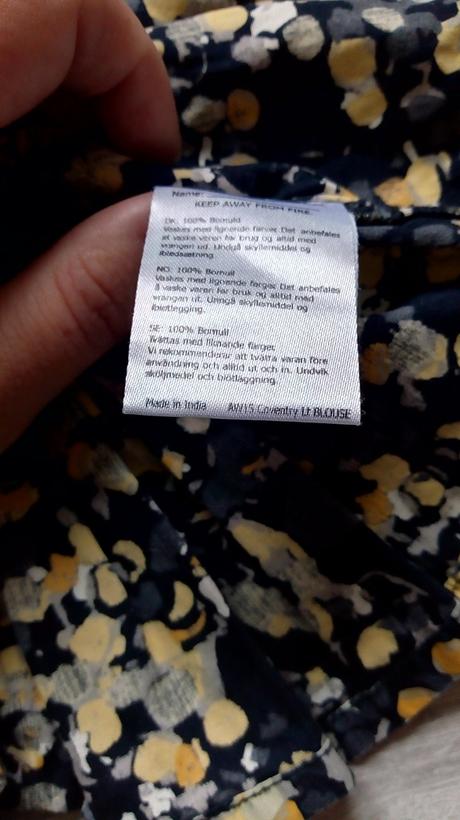 Name:
KEEP AWAY FROM FIRE
DK: 100% Bomuld
Vaskes med lignende farver. Det anbefales
at vaske varen før brug og altid med
vrangen ud. Undgå skyllemiddel og
iblødsætning.
NO: 100% Bomull
Vaskes med lignende farger. Det anbefales
å vaske varen før bruk og alltid med
vrangen ut. Unngå skyllemiddel og
bløtlegging.
SE: 100% Bomull
Tvättas med liknande färger.
Vi rekommenderar att tvätta varan före
användning och alltid ut och in. Undvik
sköljmedel och blötläggning.
Made in India AW15 Coventry Lt BLOUSE